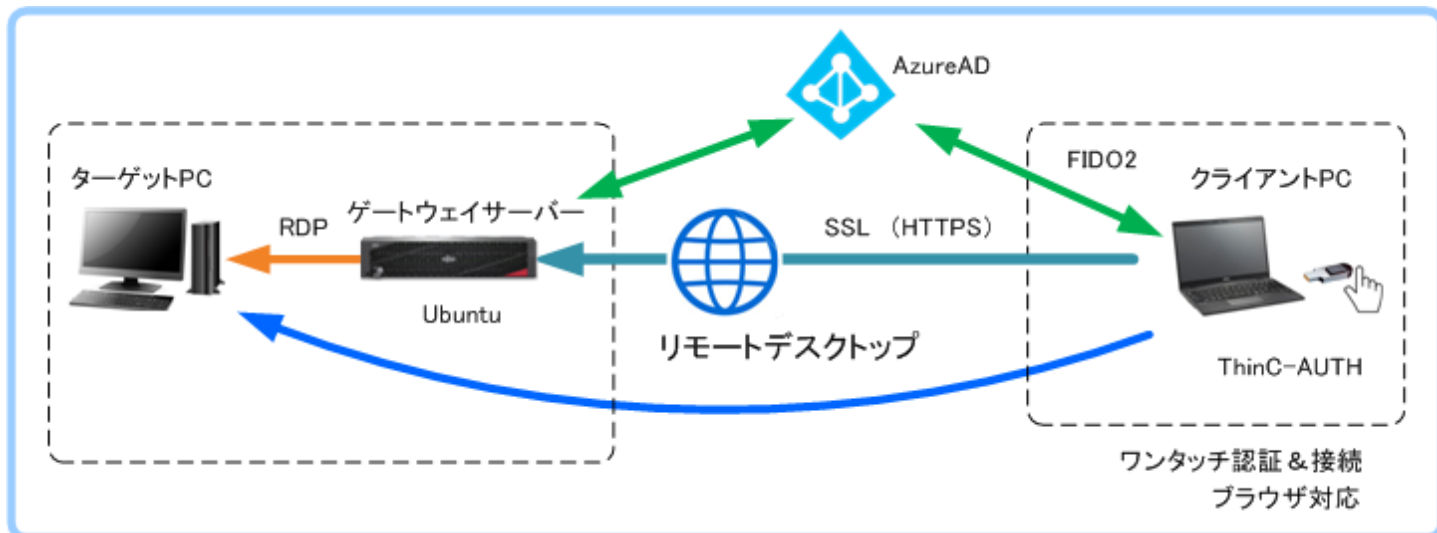 AzureAD
ターゲットPC
RDP
ゲートウェイサーバー
Ubuntu
SSL （HTTPS）
リモートデスクトップ
FIDO2
クライアントPC
ThinC-AUTH
ワンタッチ認証＆接続
ブラウザ対応